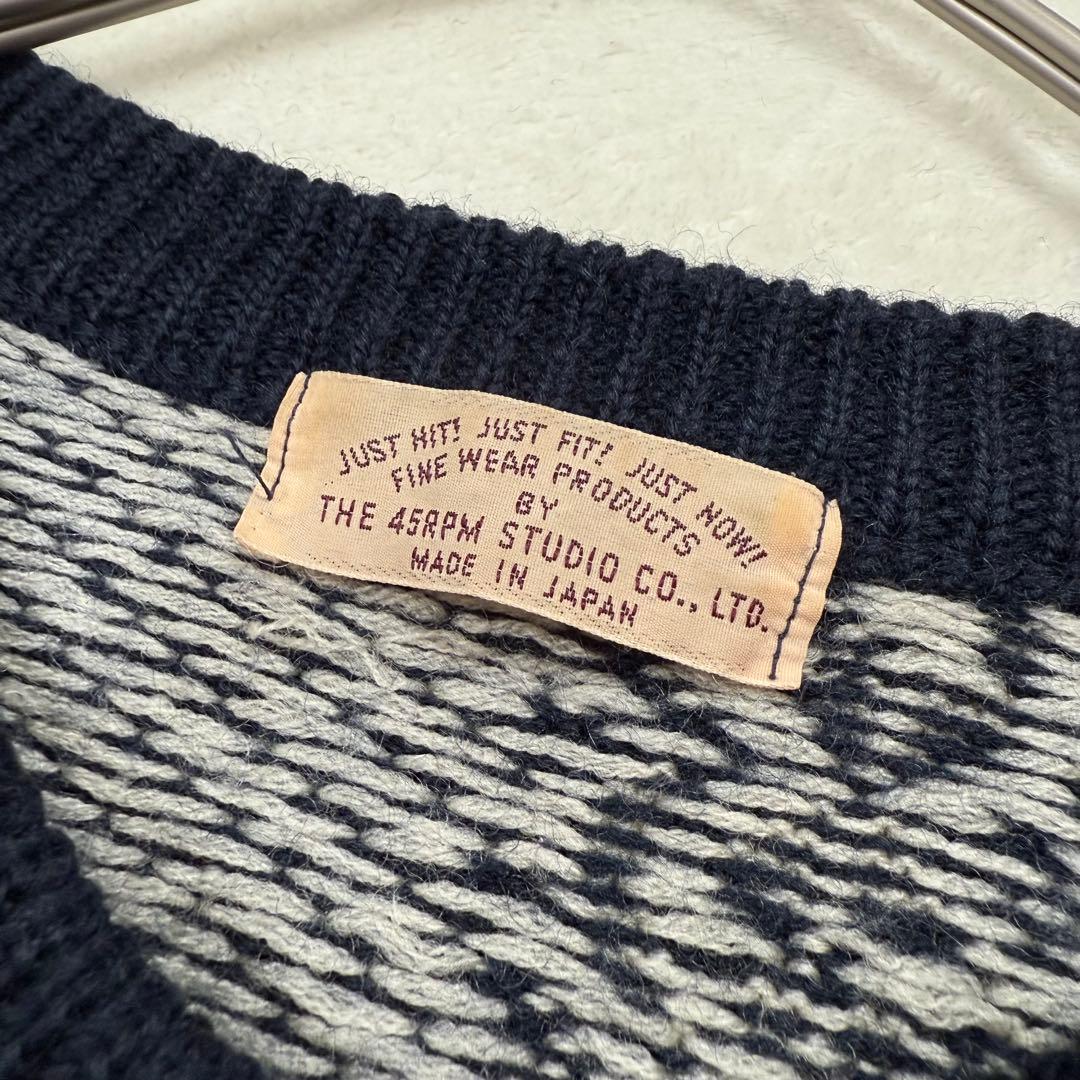 JUST HIT! JUST FIT! JUST NOW!
FINE WEAR PRODUCTS
BY
THE 45RPM STUDIO CO., LTD.
MADE IN JAPAN